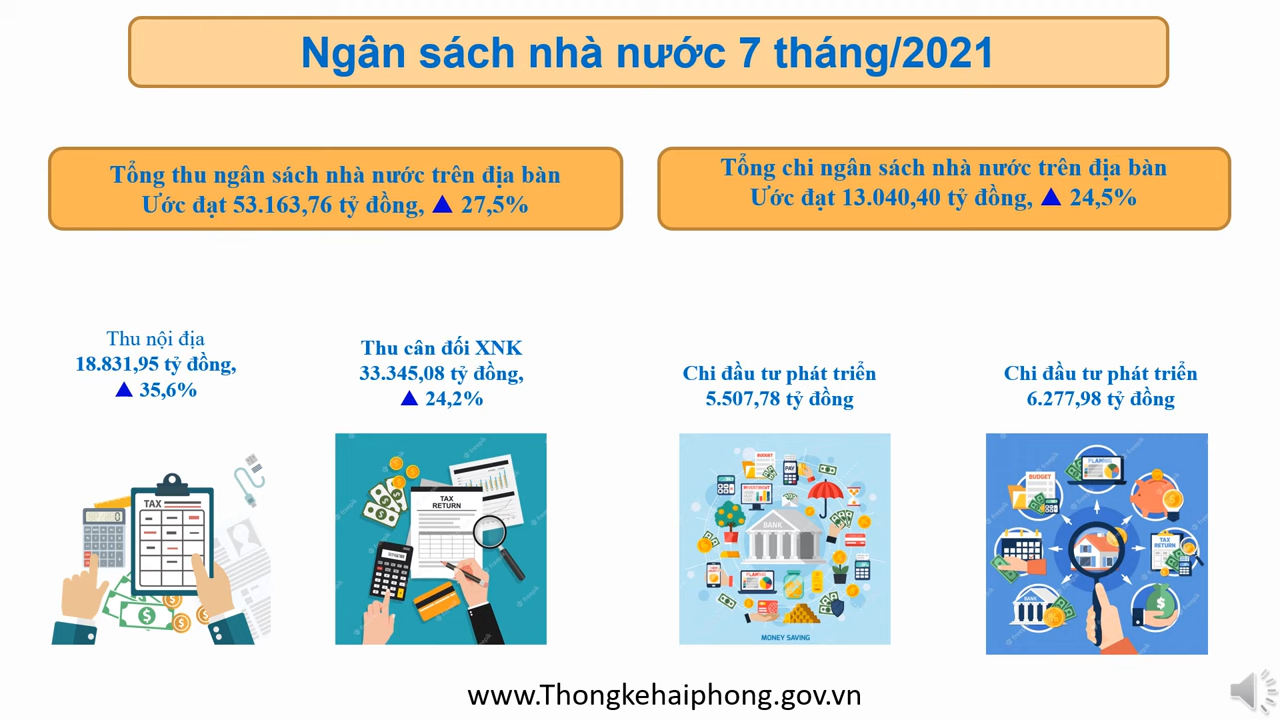 Ngân sách nhà nước 7 tháng/2021
Tổng thu ngân sách nhà nước trên địa bàn
Ước đạt 53.163,76 tỷ đồng, ▲ 27,5%
Tổng chi ngân sách nhà nước trên địa bàn
Ước đạt 13.040,40 tỷ đồng, ▲ 24,5%
Thu nội địa
18.831,95 tỷ đồng,
▲ 35,6%
Thu cân đối XNK
33.345,08 tỷ đồng,
▲ 24,2%
Chi đầu tư phát triển
5.507,78 tỷ đồng
Chi đầu tư phát triển
6.277,98 tỷ đồng
TAX
TAX
RETURN
BUDGET
PAY
INVESTMENT
BANK
PLANING
MONEY SAVING
PLANING
BUDGET
TAX
RETURN
BANK
www.Thongkehaiphong.gov.vn